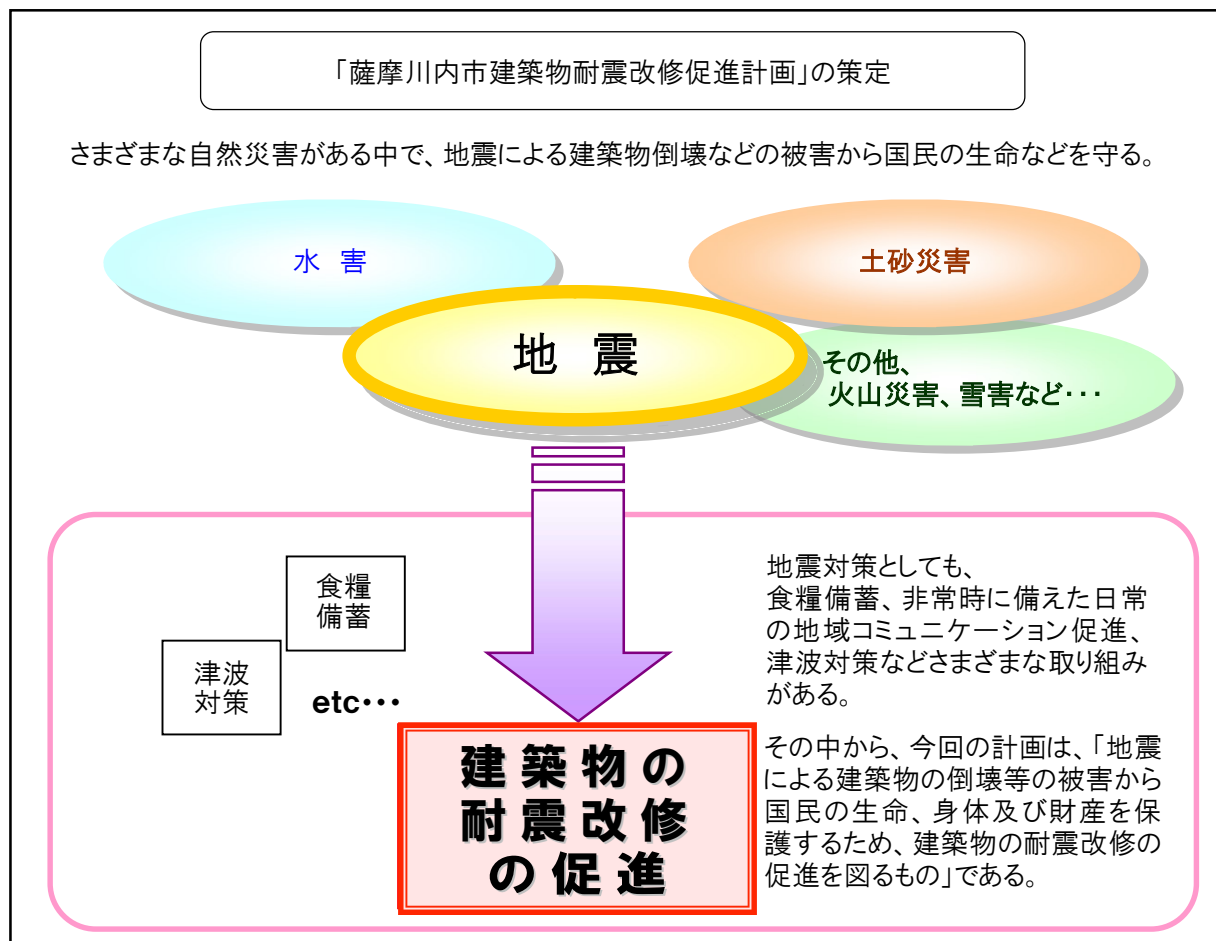 「薩摩川内市建築物耐震改修促進計画」の策定
さまざまな自然災害がある中で、地震による建築物倒壊などの被害から国民の生命などを守る。
水 害
土砂災害
地 震
その他、
火山災害、雪害など・・・
食糧
備蓄
津波
対策
etc・・・
建築物の
耐震改修
の促進
地震対策としても、
食糧備蓄、非常時に備えた日常
の地域コミュニケーション促進、
津波対策などさまざまな取り組み
がある。
その中から、今回の計画は、「地震
による建築物の倒壊等の被害から
国民の生命、身体及び財産を保
護するため、建築物の耐震改修の
促進を図るもの」である。